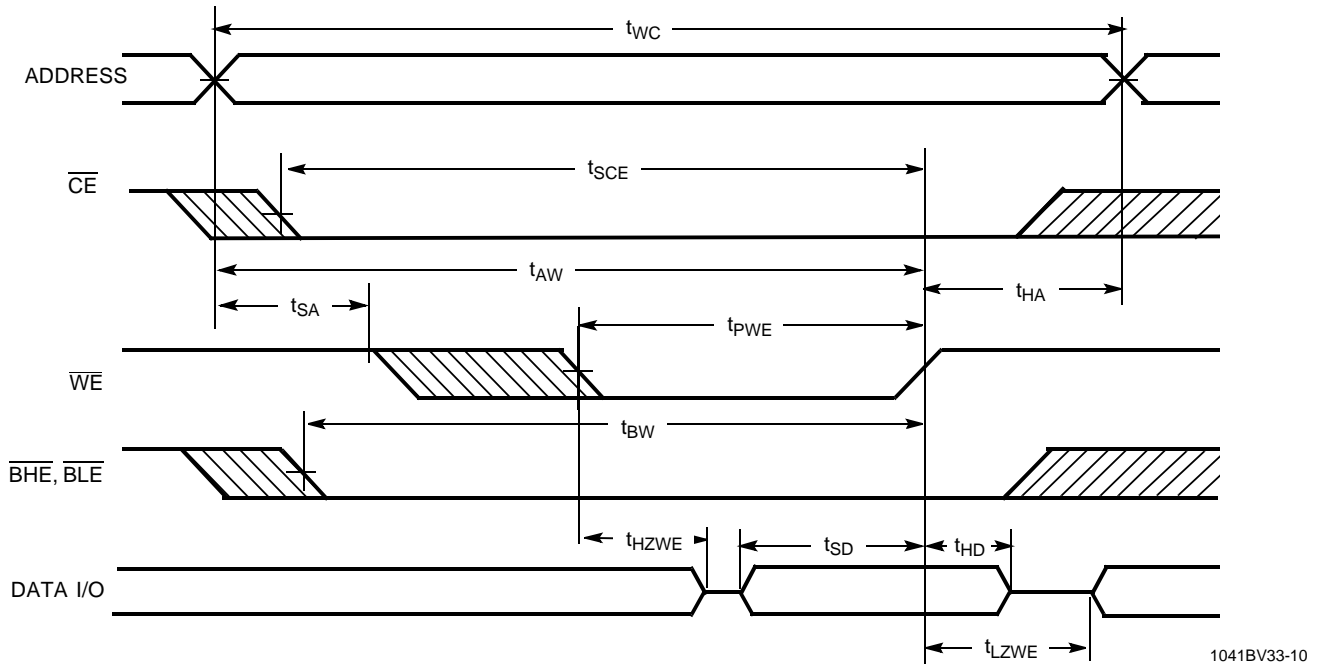 tWC
ADDRESS
tSCE
CE
tAW
tSA
tHA
tPWE
WE
tBW
BHE, BLE
tHZWE
tSD
tHD
DATA I/O
tLZWE
1041BV33-10